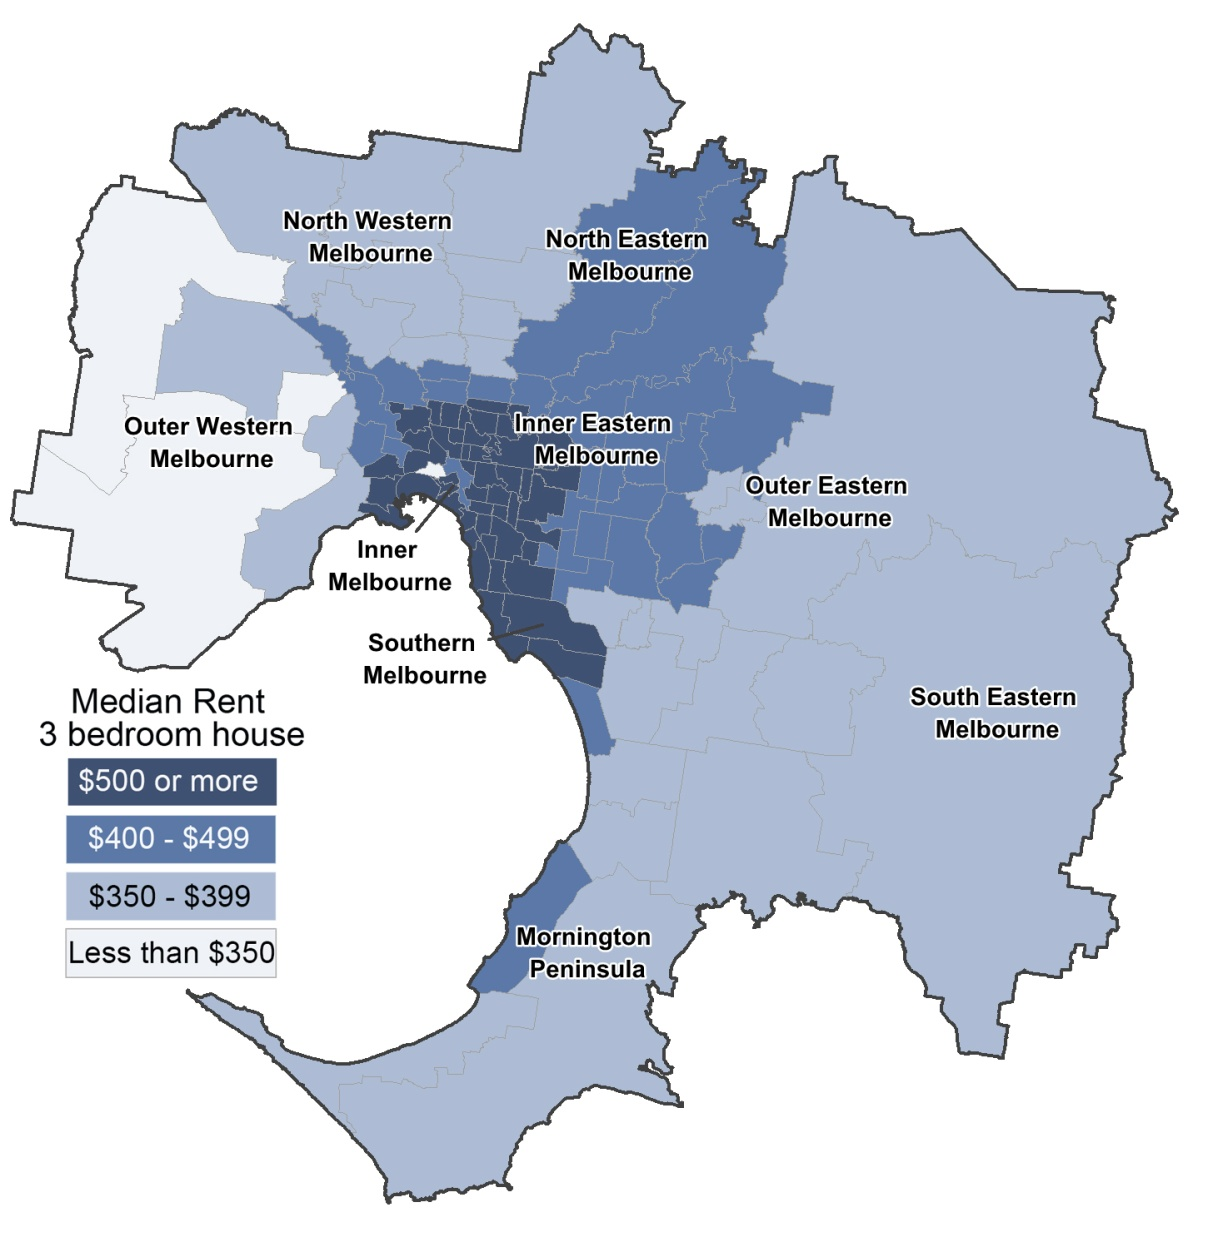 North Western
Melbourne
North Eastern
Melbourne
Outer Western
Melbourne
Inner Eastern
Melbourne
Outer Eastern
Melbourne
Inner
Melbourne
Southern
Melbourne
South Eastern
Melbourne
Median Rent
3 bedroom house
$500 or more
$400 - $499
$350 - $399
Less than $350
Mornington
Peninsula